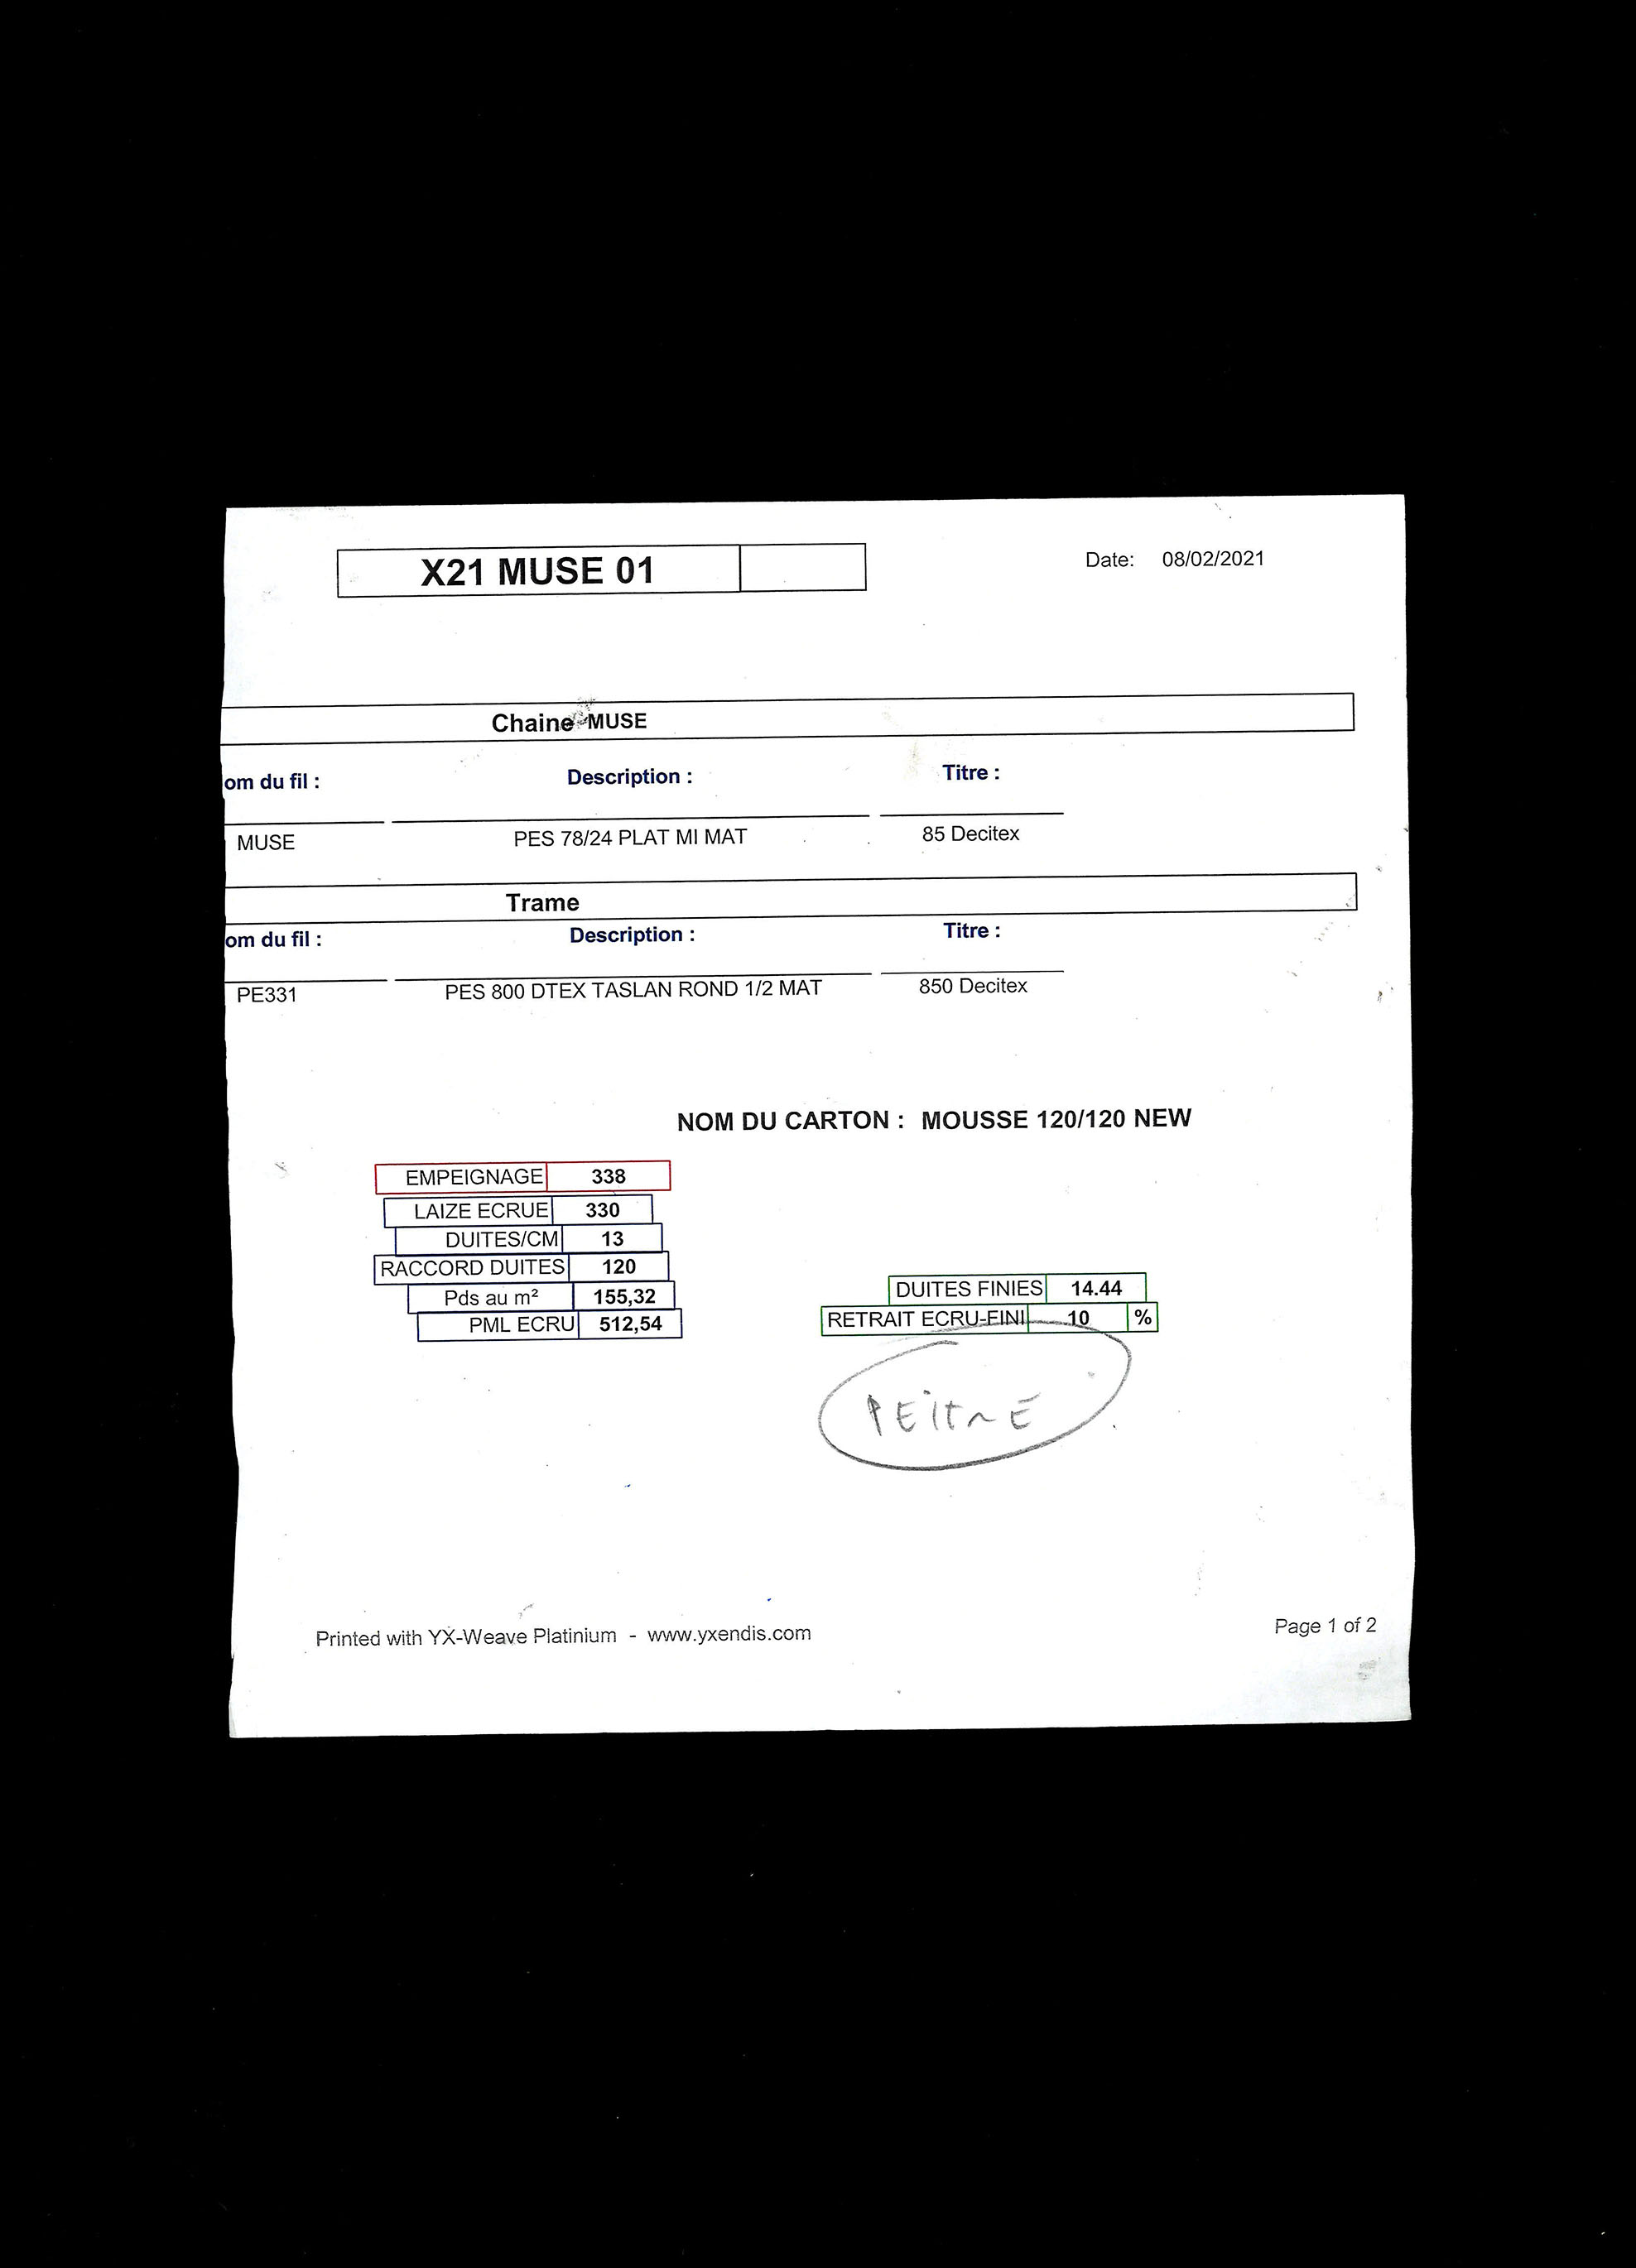 X21 MUSE 01
Date: 08/02/2021
Chaine MUSE
om du fil : Description : Titre :
MUSE PES 78/24 PLAT MI MAT 85 Decitex
Trame
om du fil : Description : Titre :
PE331 PES 800 DTEX TASLAN ROND 1/2 MAT 850 Decitex
NOM DU CARTON : MOUSSE 120/120 NEW
EMPEIGNAGE 338
LAIZE ECRUE 330
DUITES/CM 13
RACCORD DUITES 120
Pds au m² 155,32
PML ECRU 512,54
DUITES FINIES 14.44
RETRAIT ECRU-FINI 10 %
Printed with YX-Weave Platinium - www.yxendis.com
Page 1 of 2